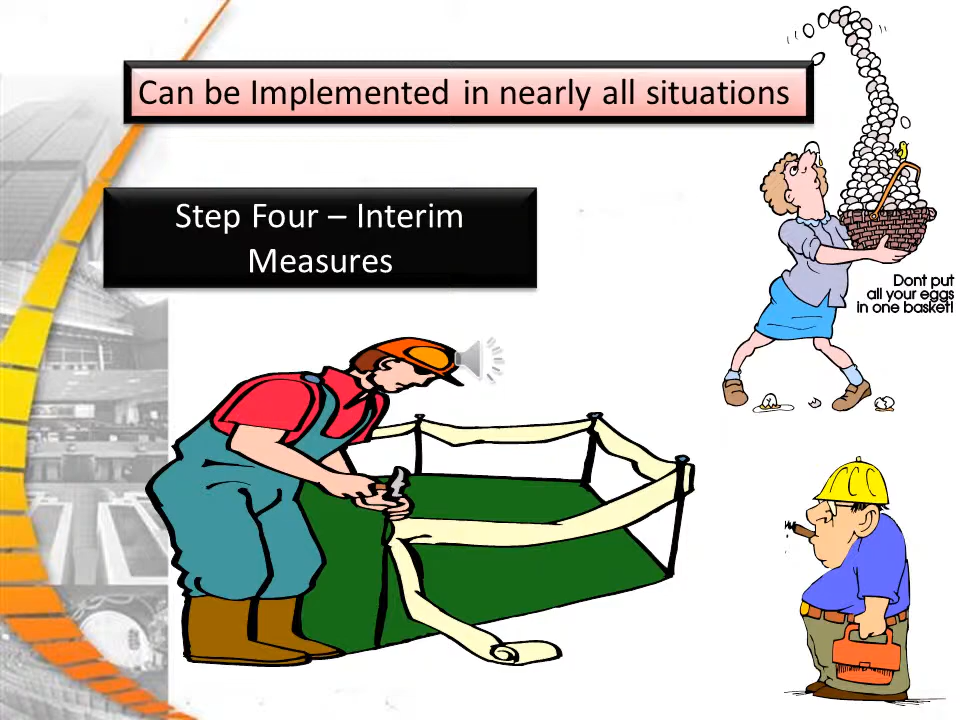 Can be Implemented in nearly all situations
Step Four – Interim
Measures
Dont put
all your eggs
in one basket!